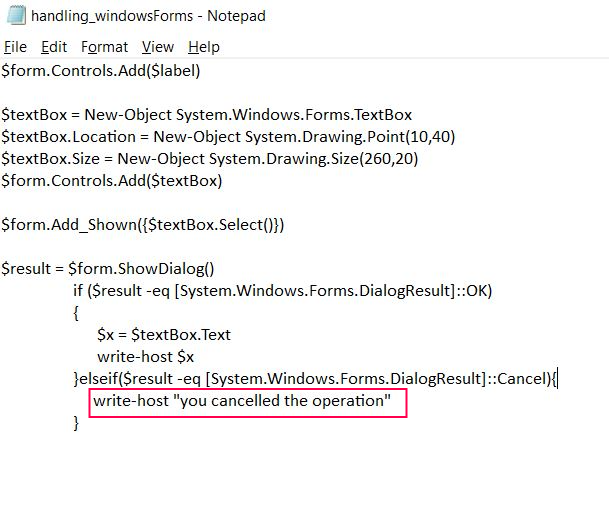 handling_windowsForms - Notepad
File Edit Format View Help
$form.Controls.Add($label)
$textBox = New-Object System.Windows.Forms.TextBox
$textBox.Location = New-Object System.Drawing.Point(10,40)
$textBox.Size = New-Object System.Drawing.Size(260,20)
$form.Controls.Add($textBox)
$form.Add_Shown({$textBox.Select()})
$result = $form.ShowDialog()
if ($result -eq [System.Windows.Forms.DialogResult]::OK)
{
$x = $textBox.Text
write-host $x
}elseif($result -eq [System.Windows.Forms.DialogResult]::Cancel){
write-host "you cancelled the operation"
}